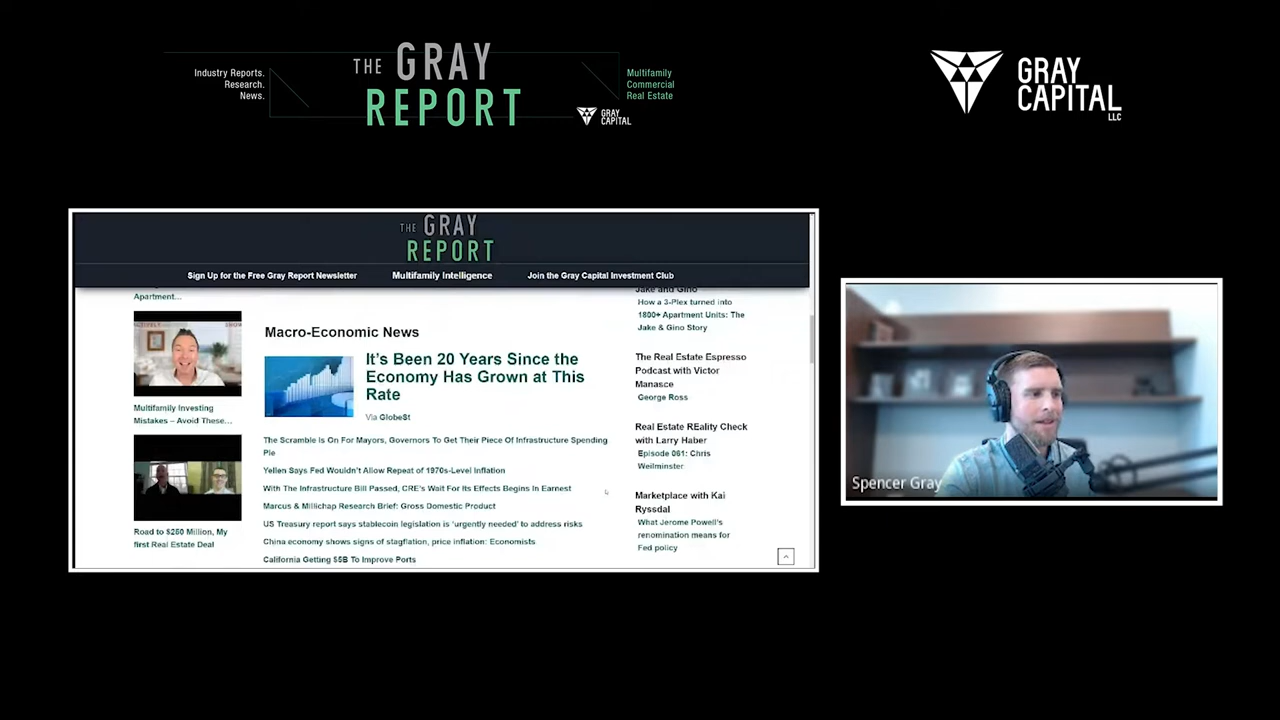 Industry Reports.
Research.
News.
THE GRAY
REPORT
Multifamily
Commercial
Real Estate
GRAY
CAPITAL
GRAY
CAPITAL
LLC
THE GRAY
REPORT
Sign Up for the Free Gray Report Newsletter
Multifamily Intelligence
Join the Gray Capital Investment Club
Apartment...
Multifamily Investing
Mistakes – Avoid These...
Road to $250 Million, My
first Real Estate Deal
Macro-Economic News
It's Been 20 Years Since the
Economy Has Grown at This
Rate
Via GlobeSt
The Scramble Is On For Mayors, Governors To Get Their Piece Of Infrastructure Spending
Pie
Yellen Says Fed Wouldn't Allow Repeat of 1970s-Level Inflation
With The Infrastructure Bill Passed, CRE's Wait For Its Effects Begins In Earnest
Marcus & Millichap Research Brief: Gross Domestic Product
US Treasury report says stablecoin legislation is 'urgently needed' to address risks
China economy shows signs of stagflation, price inflation: Economists
California Getting $5B To Improve Ports
Jake and Gino
How a 3-Plex turned into
1800+ Apartment Units: The
Jake & Gino Story
The Real Estate Espresso
Podcast with Victor
Manasce
George Ross
Real Estate REality Check
with Larry Haber
Episode 061: Chris
Weilminster
Marketplace with Kai
Ryssdal
What Jerome Powell's
renomination means for
Fed policy
Spencer Gray